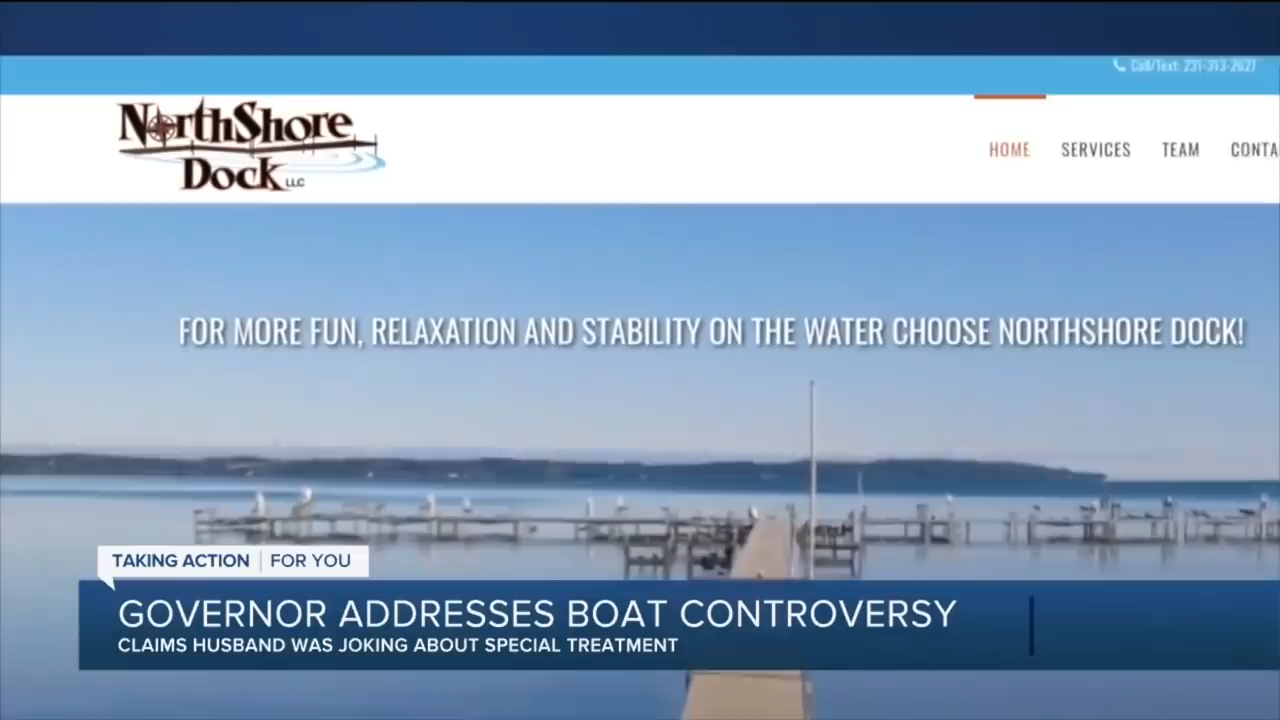 Call/Text: 231-313-2627
NorthShore
Dock LLC
HOME SERVICES TEAM CONTA
FOR MORE FUN, RELAXATION AND STABILITY ON THE WATER CHOOSE NORTHSHORE DOCK!
TAKING ACTION FOR YOU
GOVERNOR ADDRESSES BOAT CONTROVERSY
CLAIMS HUSBAND WAS JOKING ABOUT SPECIAL TREATMENT